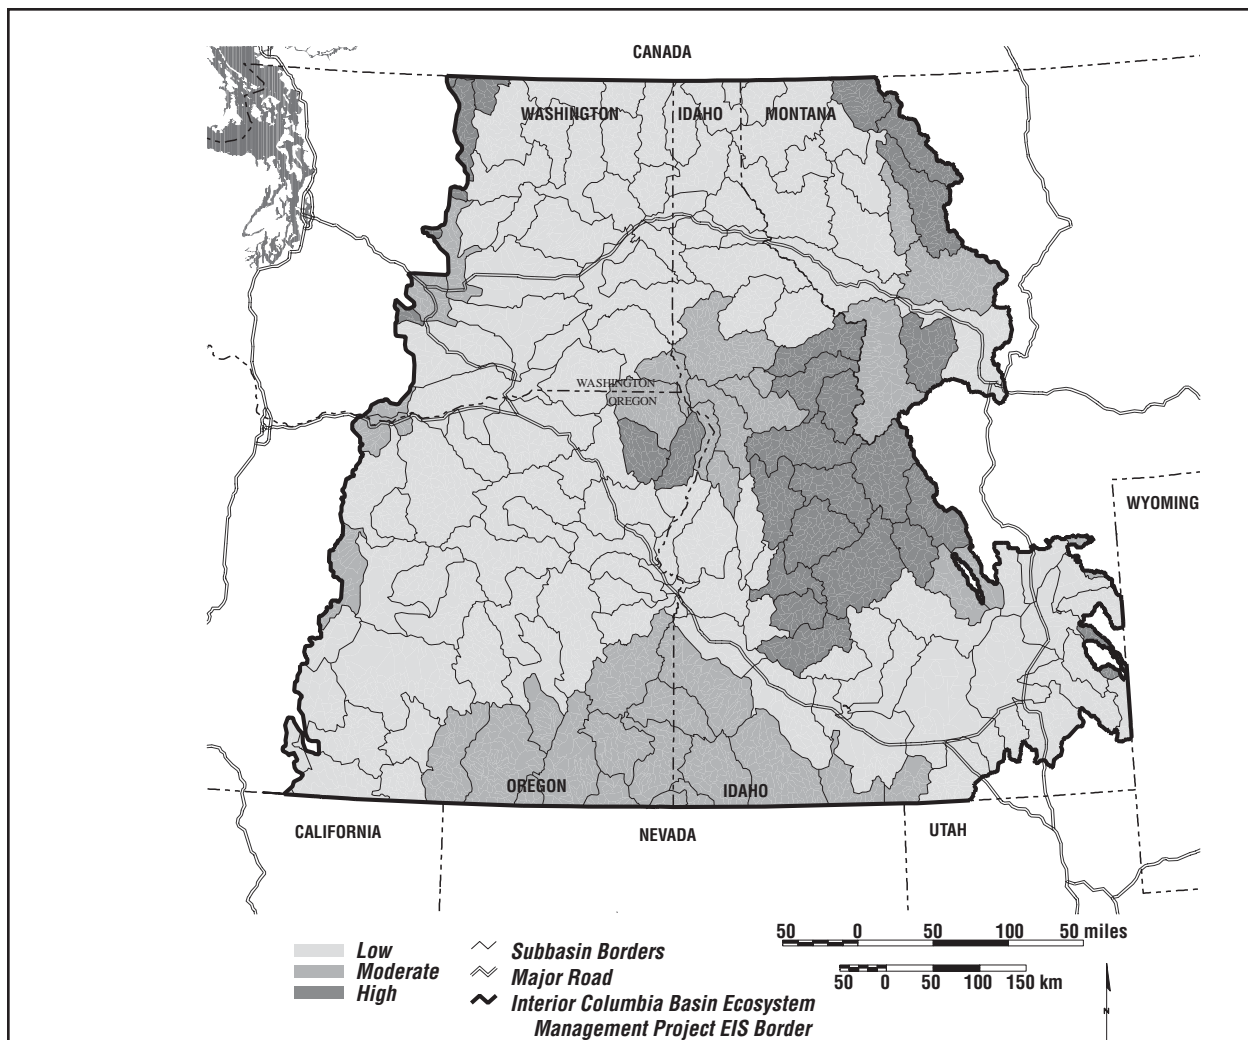 CANADA
WASHINGTON IDAHO MONTANA
WASHINGTON
OREGON
WYOMING
OREGON IDAHO
CALIFORNIA NEVADA UTAH
Low
Moderate
High
Subbasin Borders
Major Road
Interior Columbia Basin Ecosystem
Management Project EIS Border
50 0 50 100 50 miles
50 0 50 100 150 km
N